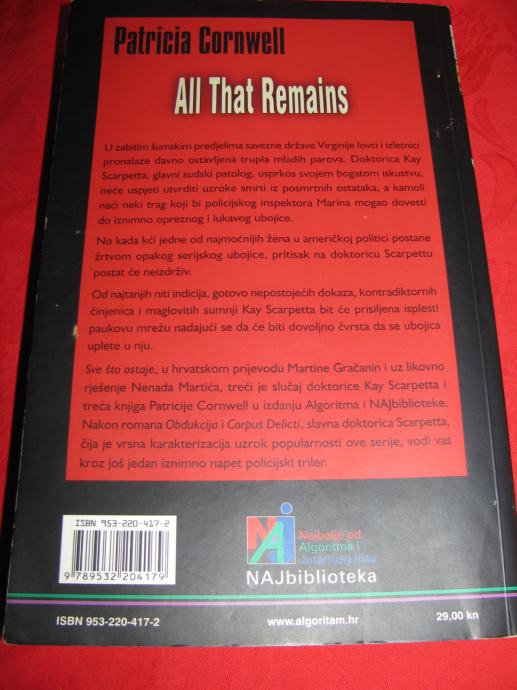 Patricia Cornwell
All That Remains
U zabitim šumskim predjelima savezne države Virginije lovci i izletnici
pronalaze davno ostavljena trupla mladih parova. Doktorica Kay
Scarpetta, glavni sudski patolog, usprkos svojem bogatom iskustvu,
neće uspjeti utvrditi uzroke smrti iz posmrtnih ostataka, a kamoli
naći neki trag koji bi policijskog inspektora Marina mogao dovesti
do iznimno opreznog i lukavog ubojice.
No kada kći jedne od najmoćnijih žena u američkoj politici postane
žrtvom opakog serijskog ubojice, pritisak na doktoricu Scarpettu
postat će neizdrživ.
Od najtanjih niti indicija, gotovo nepostojećih dokaza, kontradiktornih
činjenica i maglovitih sumnji Kay Scarpetta bit će prisiljena isplesti
paukovu mrežu nadajući se da će biti dovoljno čvrsta da se ubojica
uplete u nju.
Sve što ostaje, u hrvatskom prijevodu Martine Gračanin i uz likovno
rješenje Nenada Martića, treći je slučaj doktorice Kay Scarpetta i
treća knjiga Patricije Cornwell u izdanju Algoritma i NAJbiblioteke.
Nakon romana Obdukcija i Corpus Delicti, slavna doktorica Scarpetta,
čija je vrsna karakterizacija uzrok popularnosti ove serije, vodi vas
kroz još jedan iznimno napet policijski triler.
ISBN 953-220-417-2
9 789532 204179
NAJ
Najbolje od
Algoritma i
Jutarnjeg lista
NAJbiblioteka
ISBN 953-220-417-2
www.algoritam.hr
29,00 kn